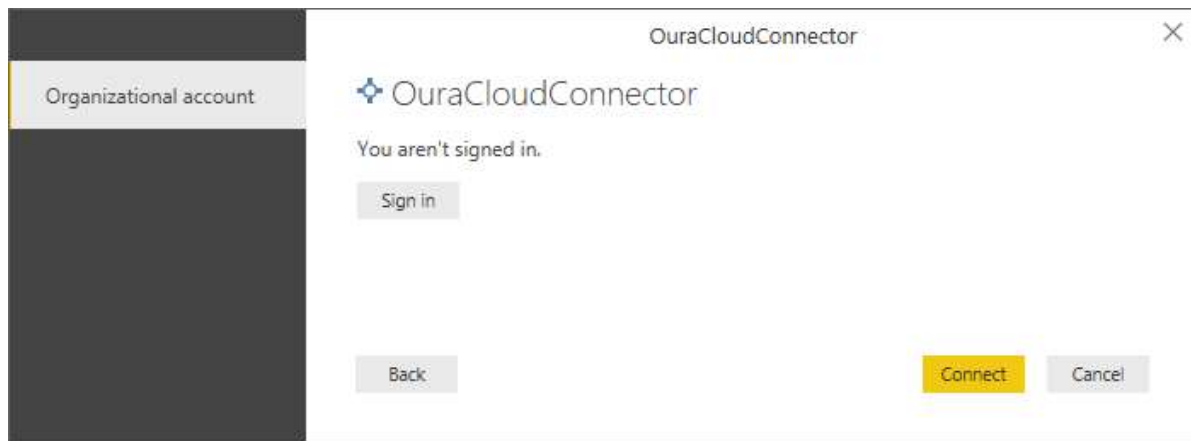 OuraCloudConnector
Organizational account
OuraCloudConnector
You aren't signed in.
Sign in
Back
Connect
Cancel